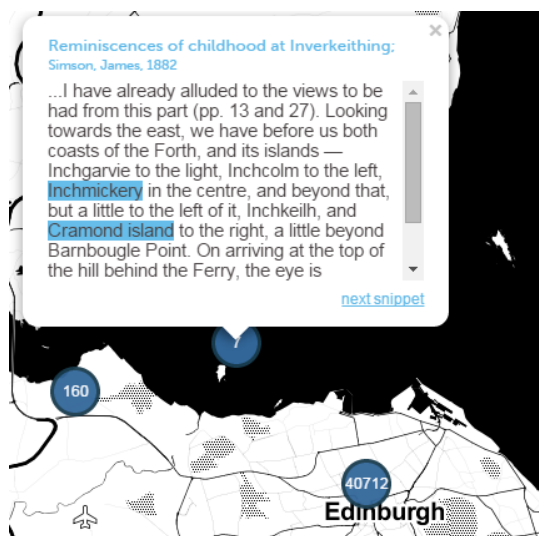 ×
Reminiscences of childhood at Inverkeithing;
Simson, James, 1882
...I have already alluded to the views to be
had from this part (pp. 13 and 27). Looking
towards the east, we have before us both
coasts of the Forth, and its islands —
Inchgarvie to the light, Inchcolm to the left,
Inchmickery in the centre, and beyond that,
but a little to the left of it, Inchkeilh, and
Cramond island to the right, a little beyond
Barnbougle Point. On arriving at the top of
the hill behind the Ferry, the eye is
next snippet
7
160
40712
Edinburgh